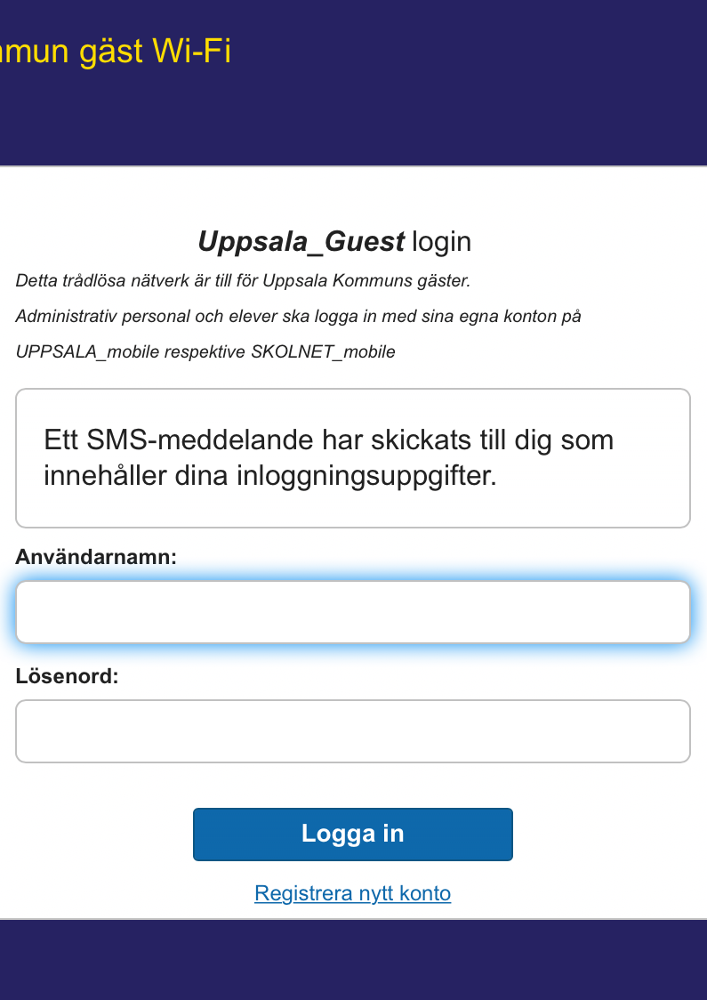 mun gäst Wi-Fi
Uppsala_Guest login
Detta trådlösa nätverk är till för Uppsala Kommuns gäster.
Administrativ personal och elever ska logga in med sina egna konton på
UPPSALA_mobile respektive SKOLNET_mobile
Ett SMS-meddelande har skickats till dig som
innehåller dina inloggningsuppgifter.
Användarnamn:
Lösenord:
Logga in
Registrera nytt konto